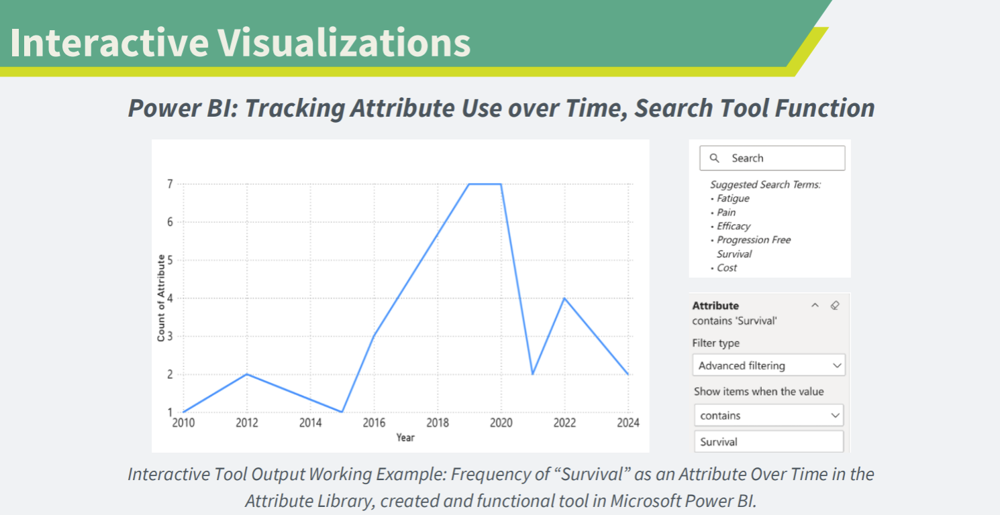 Interactive Visualizations
Power BI: Tracking Attribute Use over Time, Search Tool Function
7
6
5
4
3
2
1
Count of Attribute
2010 2012 2014 2016 2018 2020 2022 2024
Year
Search
Suggested Search Terms:
• Fatigue
• Pain
• Efficacy
• Progression Free
Survival
• Cost
Attribute
contains 'Survival'
Filter type
Advanced filtering
Show items when the value
contains
Survival
Interactive Tool Output Working Example: Frequency of “Survival” as an Attribute Over Time in the
Attribute Library, created and functional tool in Microsoft Power BI.